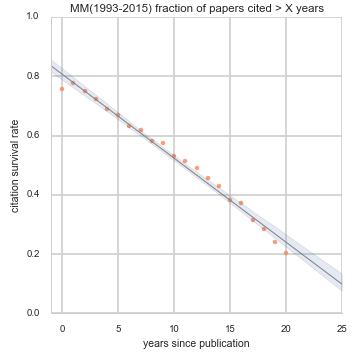 MM(1993-2015) fraction of papers cited > X years
1.0
0.8
0.6
0.4
0.2
0.0
citation survival rate
0 5 10 15 20 25
years since publication